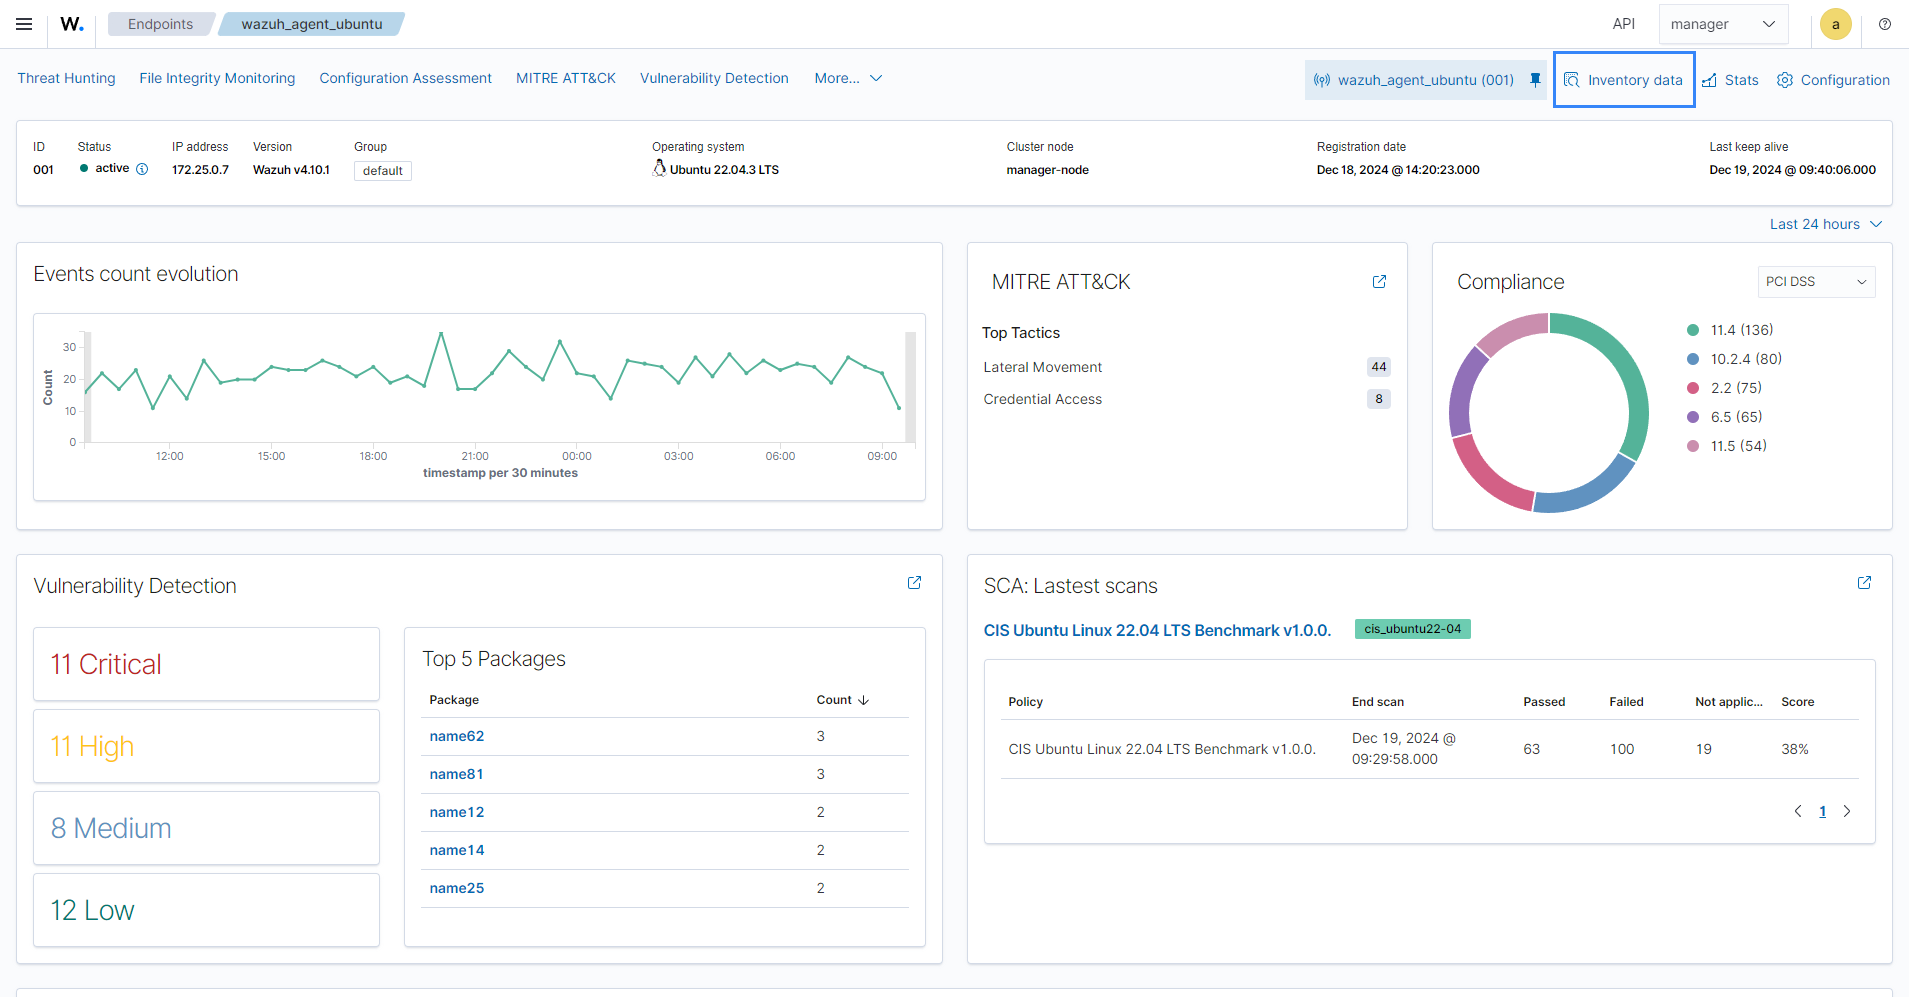 W. Endpoints wazuh_agent_ubuntu API manager a
Threat Hunting File Integrity Monitoring Configuration Assessment MITRE ATT&CK Vulnerability Detection More... wazuh_agent_ubuntu (001) Inventory data Stats Configuration
ID Status IP address Version Group Operating system Cluster node Registration date Last keep alive
001 active 172.25.0.7 Wazuh v4.10.1 default Ubuntu 22.04.3 LTS manager-node Dec 18, 2024 @ 14:20:23.000 Dec 19, 2024 @ 09:40:06.000
Last 24 hours
Events count evolution
Count
30
20
10
0
12:00 15:00 18:00 21:00 00:00 03:00 06:00 09:00
timestamp per 30 minutes
MITRE ATT&CK
Top Tactics
Lateral Movement 44
Credential Access 8
Compliance PCI DSS
11.4 (136)
10.2.4 (80)
2.2 (75)
6.5 (65)
11.5 (54)
Vulnerability Detection
11 Critical
11 High
8 Medium
12 Low
Top 5 Packages
Package Count
name62 3
name81 3
name12 2
name14 2
name25 2
SCA: Lastest scans
CIS Ubuntu Linux 22.04 LTS Benchmark v1.0.0. cis_ubuntu22-04
Policy End scan Passed Failed Not applic... Score
CIS Ubuntu Linux 22.04 LTS Benchmark v1.0.0. Dec 19, 2024 @ 63 100 19 38%
09:29:58.000
1